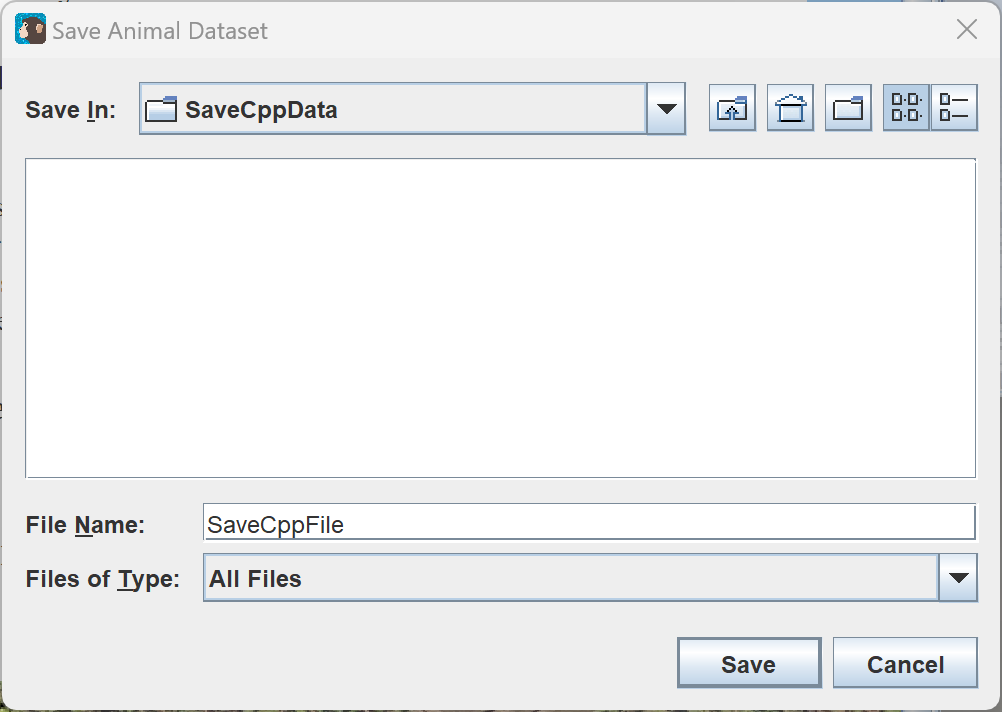 Save Animal Dataset
Save In: SaveCppData
File Name: SaveCppFile
Files of Type: All Files
Save Cancel